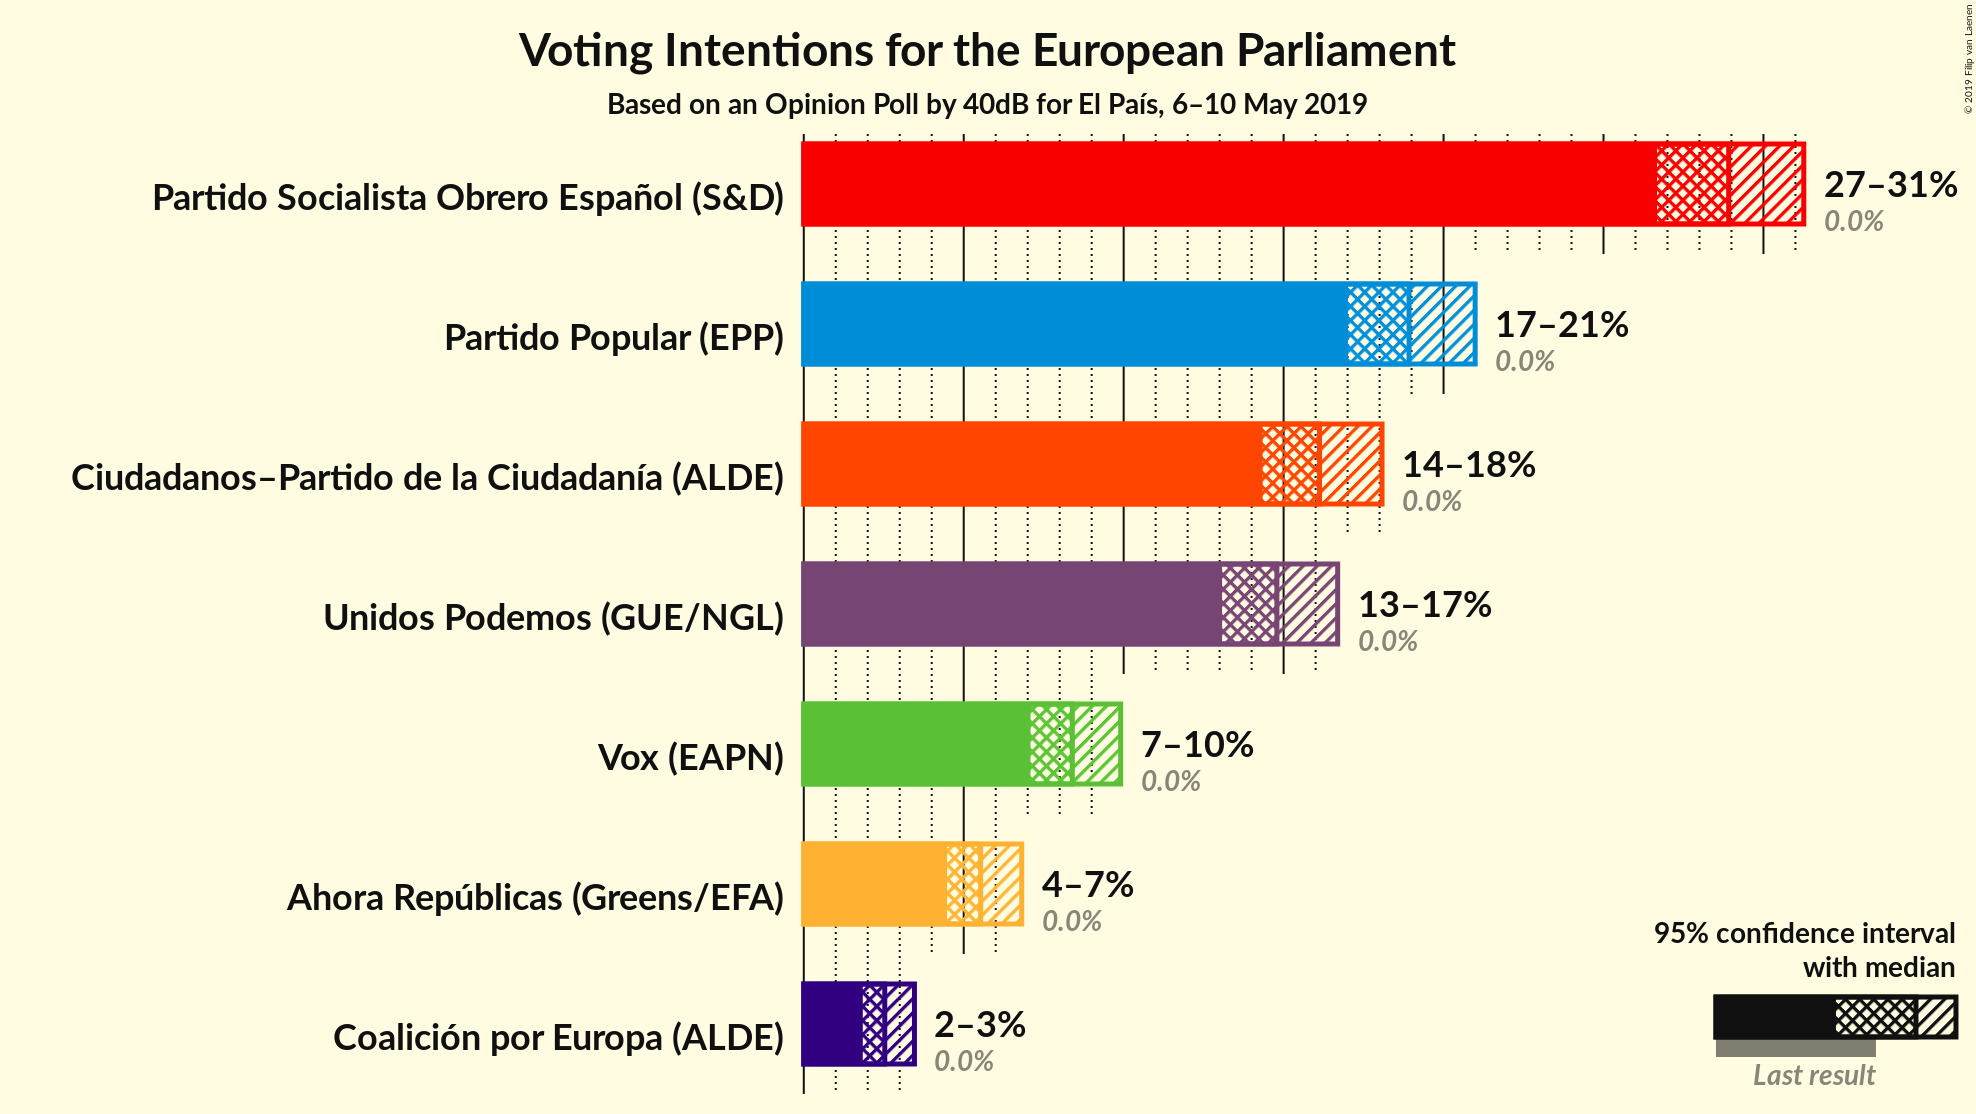 Voting Intentions for the European Parliament
Based on an Opinion Poll by 40dB for El País, 6–10 May 2019
© 2019 Filip van Laenen
Partido Socialista Obrero Español (S&D)
27–31%
0.0%
Partido Popular (EPP)
17–21%
0.0%
Ciudadanos–Partido de la Ciudadanía (ALDE)
14–18%
0.0%
Unidos Podemos (GUE/NGL)
13–17%
0.0%
Vox (EAPN)
7–10%
0.0%
Ahora Repúblicas (Greens/EFA)
4–7%
0.0%
Coalición por Europa (ALDE)
2–3%
0.0%
95% confidence interval
with median
Last result